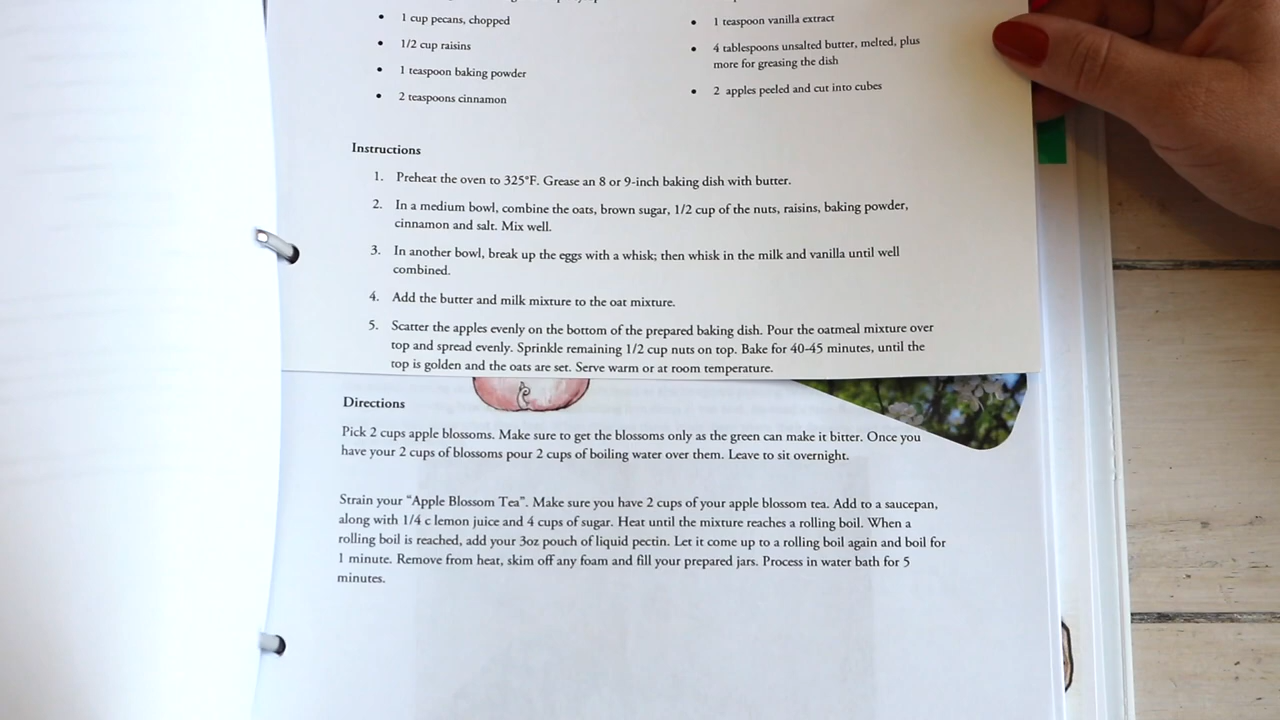 • 1 cup pecans, chopped
• 1/2 cup raisins
• 1 teaspoon baking powder
• 2 teaspoons cinnamon
• 1 teaspoon vanilla extract
• 4 tablespoons unsalted butter, melted, plus
more for greasing the dish
• 2 apples peeled and cut into cubes
Instructions
1. Preheat the oven to 325°F. Grease an 8 or 9-inch baking dish with butter.
2. In a medium bowl, combine the oats, brown sugar, 1/2 cup of the nuts, raisins, baking powder,
cinnamon and salt. Mix well.
3. In another bowl, break up the eggs with a whisk; then whisk in the milk and vanilla until well
combined.
4. Add the butter and milk mixture to the oat mixture.
5. Scatter the apples evenly on the bottom of the prepared baking dish. Pour the oatmeal mixture over
top and spread evenly. Sprinkle remaining 1/2 cup nuts on top. Bake for 40-45 minutes, until the
top is golden and the oats are set. Serve warm or at room temperature.
Directions
Pick 2 cups apple blossoms. Make sure to get the blossoms only as the green can make it bitter. Once you
have your 2 cups of blossoms pour 2 cups of boiling water over them. Leave to sit overnight.
Strain your “Apple Blossom Tea”. Make sure you have 2 cups of your apple blossom tea. Add to a saucepan,
along with 1/4 c lemon juice and 4 cups of sugar. Heat until the mixture reaches a rolling boil. When a
rolling boil is reached, add your 3oz pouch of liquid pectin. Let it come up to a rolling boil again and boil for
1 minute. Remove from heat, skim off any foam and fill your prepared jars. Process in water bath for 5
minutes.